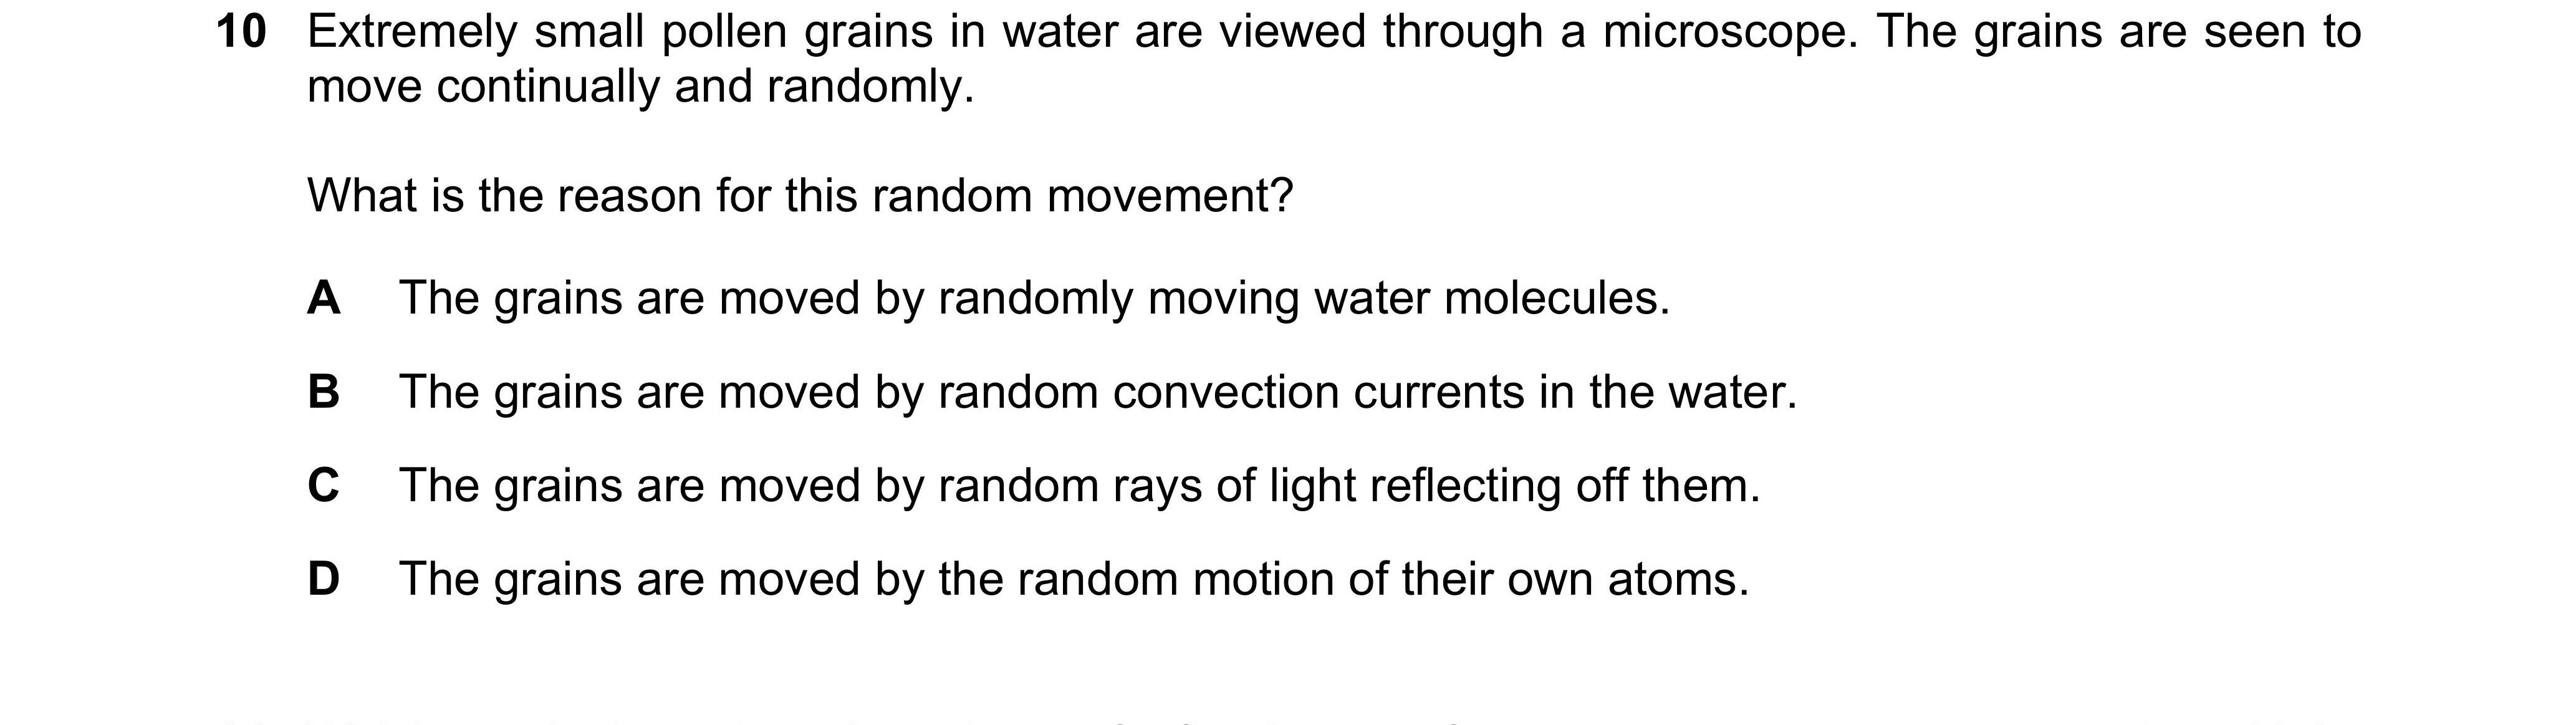 10 Extremely small pollen grains in water are viewed through a microscope. The grains are seen to
move continually and randomly.
What is the reason for this random movement?
A The grains are moved by randomly moving water molecules.
B The grains are moved by random convection currents in the water.
C The grains are moved by random rays of light reflecting off them.
D The grains are moved by the random motion of their own atoms.